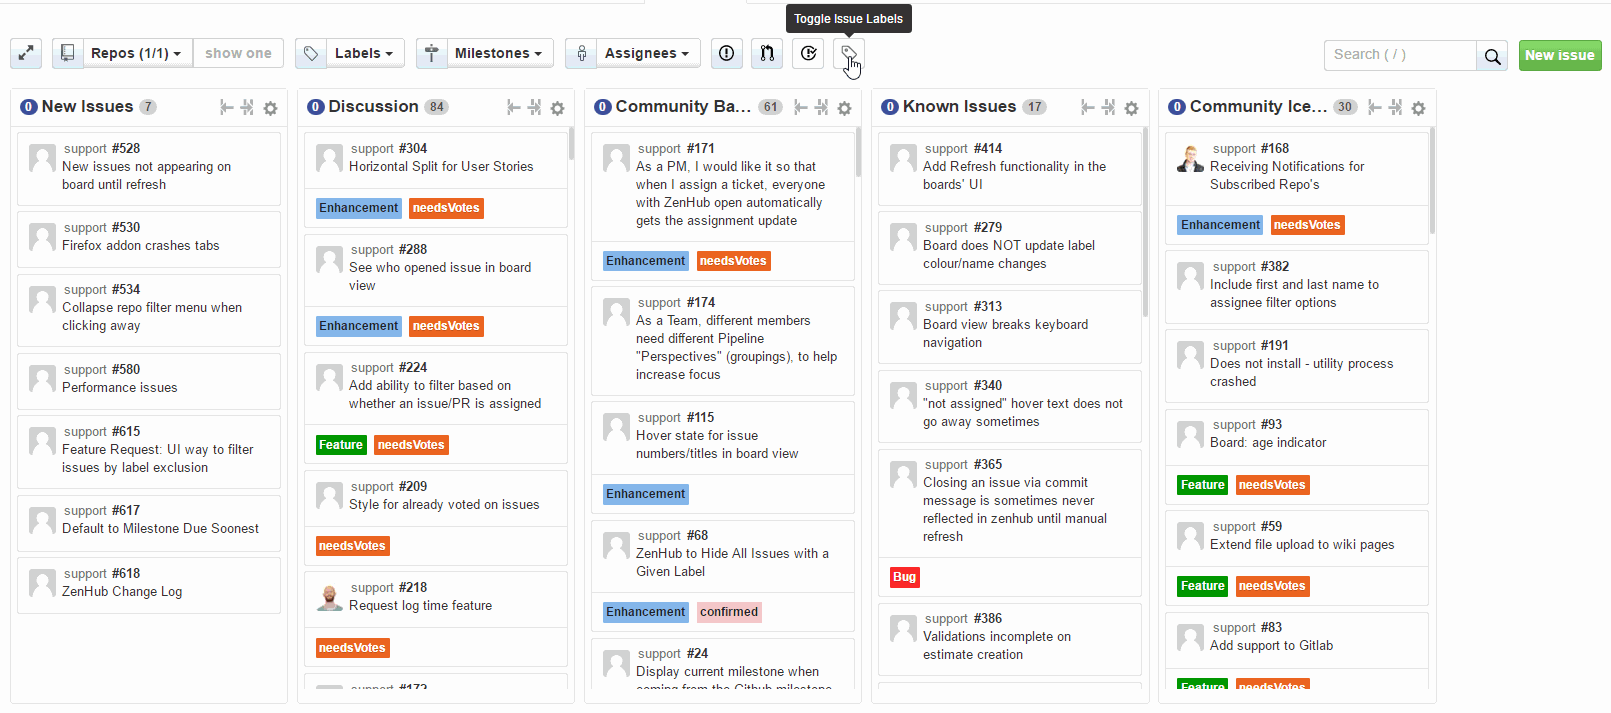 Toggle Issue Labels
Repos (1/1)
show one
Labels
Milestones
Assignees
Search ( / )
New issue
0 New Issues 7
support #528
New issues not appearing on
board until refresh
support #530
Firefox addon crashes tabs
support #534
Collapse repo filter menu when
clicking away
support #580
Performance issues
support #615
Feature Request: UI way to filter
issues by label exclusion
support #617
Default to Milestone Due Soonest
support #618
ZenHub Change Log
0 Discussion 84
support #304
Horizontal Split for User Stories
Enhancement needsVotes
support #288
See who opened issue in board
view
Enhancement needsVotes
support #224
Add ability to filter based on
whether an issue/PR is assigned
Feature needsVotes
support #209
Style for already voted on issues
needsVotes
support #218
Request log time feature
needsVotes
support #172
0 Community Ba... 61
support #171
As a PM, I would like it so that
when I assign a ticket, everyone
with ZenHub open automatically
gets the assignment update
Enhancement needsVotes
support #174
As a Team, different members
need different Pipeline
"Perspectives" (groupings), to help
increase focus
support #115
Hover state for issue
numbers/titles in board view
Enhancement
support #68
ZenHub to Hide All Issues with a
Given Label
Enhancement confirmed
support #24
Display current milestone when
coming from the Github milestone
0 Known Issues 17
support #414
Add Refresh functionality in the
boards' UI
support #279
Board does NOT update label
colour/name changes
support #313
Board view breaks keyboard
navigation
support #340
"not assigned" hover text does not
go away sometimes
support #365
Closing an issue via commit
message is sometimes never
reflected in zenhub until manual
refresh
Bug
support #386
Validations incomplete on
estimate creation
0 Community Ice... 30
support #168
Receiving Notifications for
Subscribed Repo's
Enhancement needsVotes
support #382
Include first and last name to
assignee filter options
support #191
Does not install - utility process
crashed
support #93
Board: age indicator
Feature needsVotes
support #59
Extend file upload to wiki pages
Feature needsVotes
support #83
Add support to Gitlab
Feature needsVotes